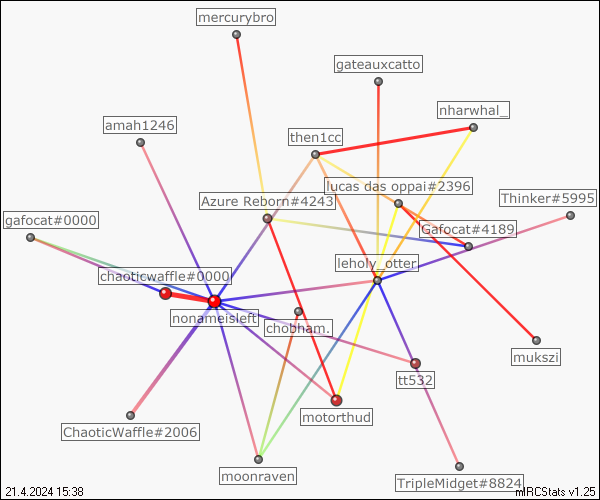 mercurybro
gateauxcatto
nharwhal_
amah1246
then1cc
lucas das oppai#2396
Thinker#5995
Azure Reborn#4243
gafocat#0000
Gafocat#4189
leholy_otter.
chaoticwaffle#0000
nonameisleft
chobham.
mukszi
tt532
motorthud
ChaoticWaffle#2006
moonraven
TripleMidget#8824
21.4.2024 15:38
mIRCStats v1.25